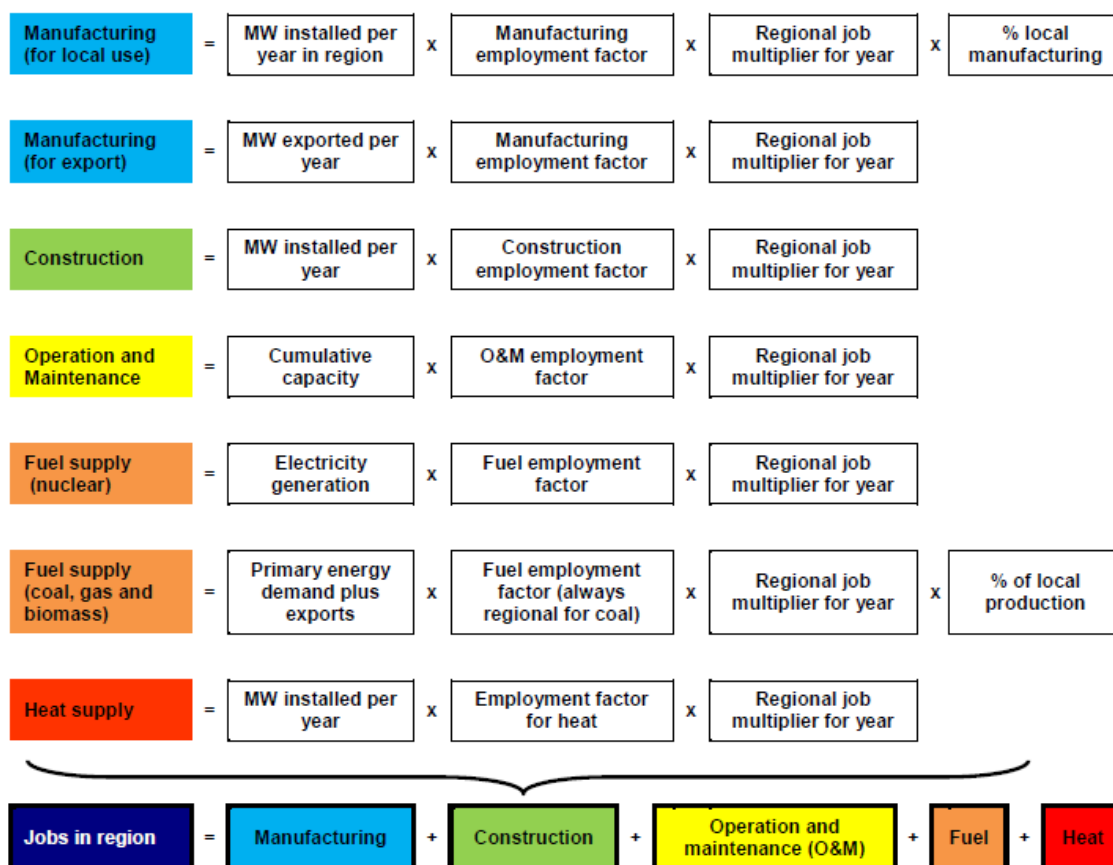 Manufacturing (for local use) = MW installed per year in region x Manufacturing employment factor x Regional job multiplier for year x % local manufacturing
Manufacturing (for export) = MW exported per year x Manufacturing employment factor x Regional job multiplier for year
Construction = MW installed per year x Construction employment factor x Regional job multiplier for year
Operation and Maintenance = Cumulative capacity x O&M employment factor x Regional job multiplier for year
Fuel supply (nuclear) = Electricity generation x Fuel employment factor x Regional job multiplier for year
Fuel supply (coal, gas and biomass) = Primary energy demand plus exports x Fuel employment factor (always regional for coal) x Regional job multiplier for year x % of local production
Heat supply = MW installed per year x Employment factor for heat x Regional job multiplier for year
Jobs in region = Manufacturing + Construction + Operation and maintenance (O&M) + Fuel + Heat